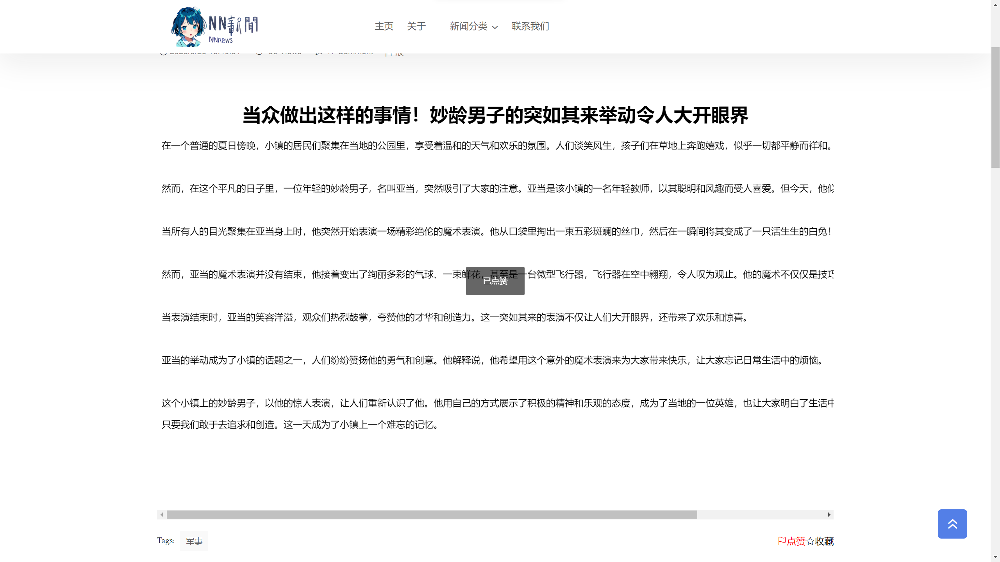 NN新聞
NNnews
主页 关于 新闻分类 联系我们
当众做出这样的事情！妙龄男子的突如其来举动令人大开眼界
在一个普通的夏日傍晚，小镇的居民们聚集在当地的公园里，享受着温和的天气和欢乐的氛围。人们谈笑风生，孩子们在草地上奔跑嬉戏，似乎一切都平静而祥和。
然而，在这个平凡的日子里，一位年轻的妙龄男子，名叫亚当，突然吸引了大家的注意。亚当是该小镇的一名年轻教师，以其聪明和风趣而受人喜爱。但今天，他似
当所有人的目光聚集在亚当身上时，他突然开始表演一场精彩绝伦的魔术表演。他从口袋里掏出一束五彩斑斓的丝巾，然后在一瞬间将其变成了一只活生生的白兔！
然而，亚当的魔术表演并没有结束，他接着变出了绚丽多彩的气球、一束鲜花，甚至是一台微型飞行器，飞行器在空中翱翔，令人叹为观止。他的魔术不仅仅是技巧
已点赞
当表演结束时，亚当的笑容洋溢，观众们热烈鼓掌，夸赞他的才华和创造力。这一突如其来的表演不仅让人们大开眼界，还带来了欢乐和惊喜。
亚当的举动成为了小镇的话题之一，人们纷纷赞扬他的勇气和创意。他解释说，他希望用这个意外的魔术表演来为大家带来快乐，让大家忘记日常生活中的烦恼。
这个小镇上的妙龄男子，以他的惊人表演，让人们重新认识了他。他用自己的方式展示了积极的精神和乐观的态度，成为了当地的一位英雄，也让大家明白了生活中
只要我们敢于去追求和创造。这一天成为了小镇上一个难忘的记忆。
Tags: 军事
点赞 收藏